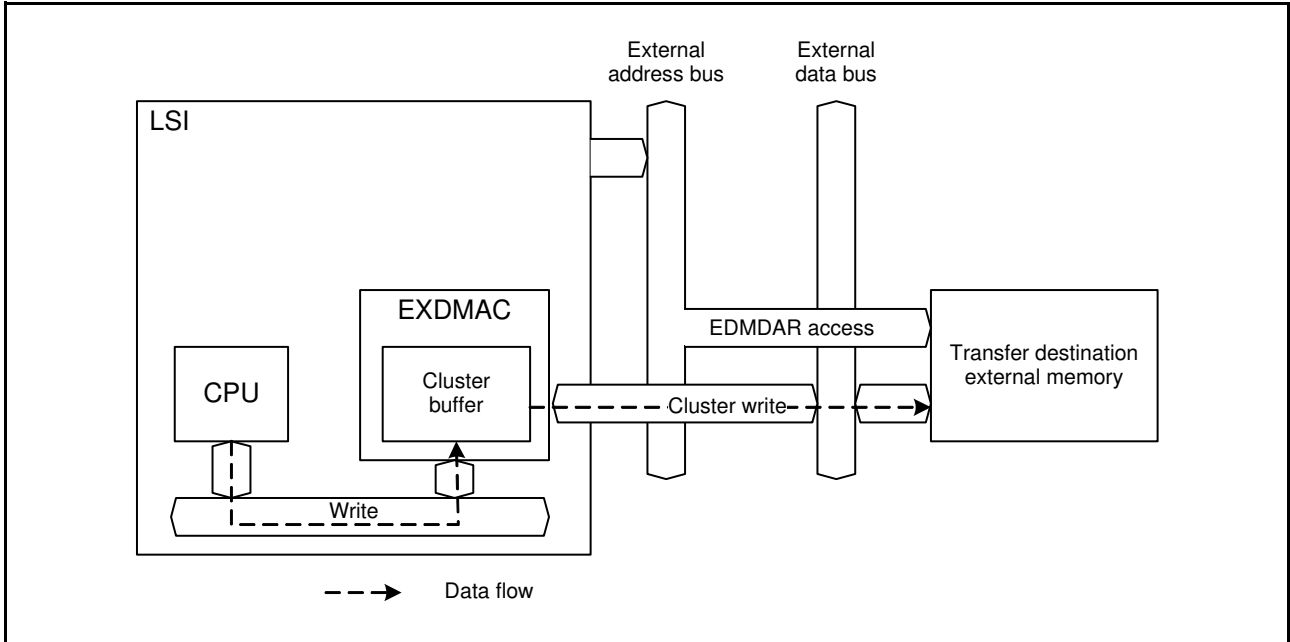 External
address bus
External
data bus
LSI
EXDMAC
EDMDAR access
Transfer destination
external memory
CPU
Cluster
buffer
Cluster write
Write
Data flow